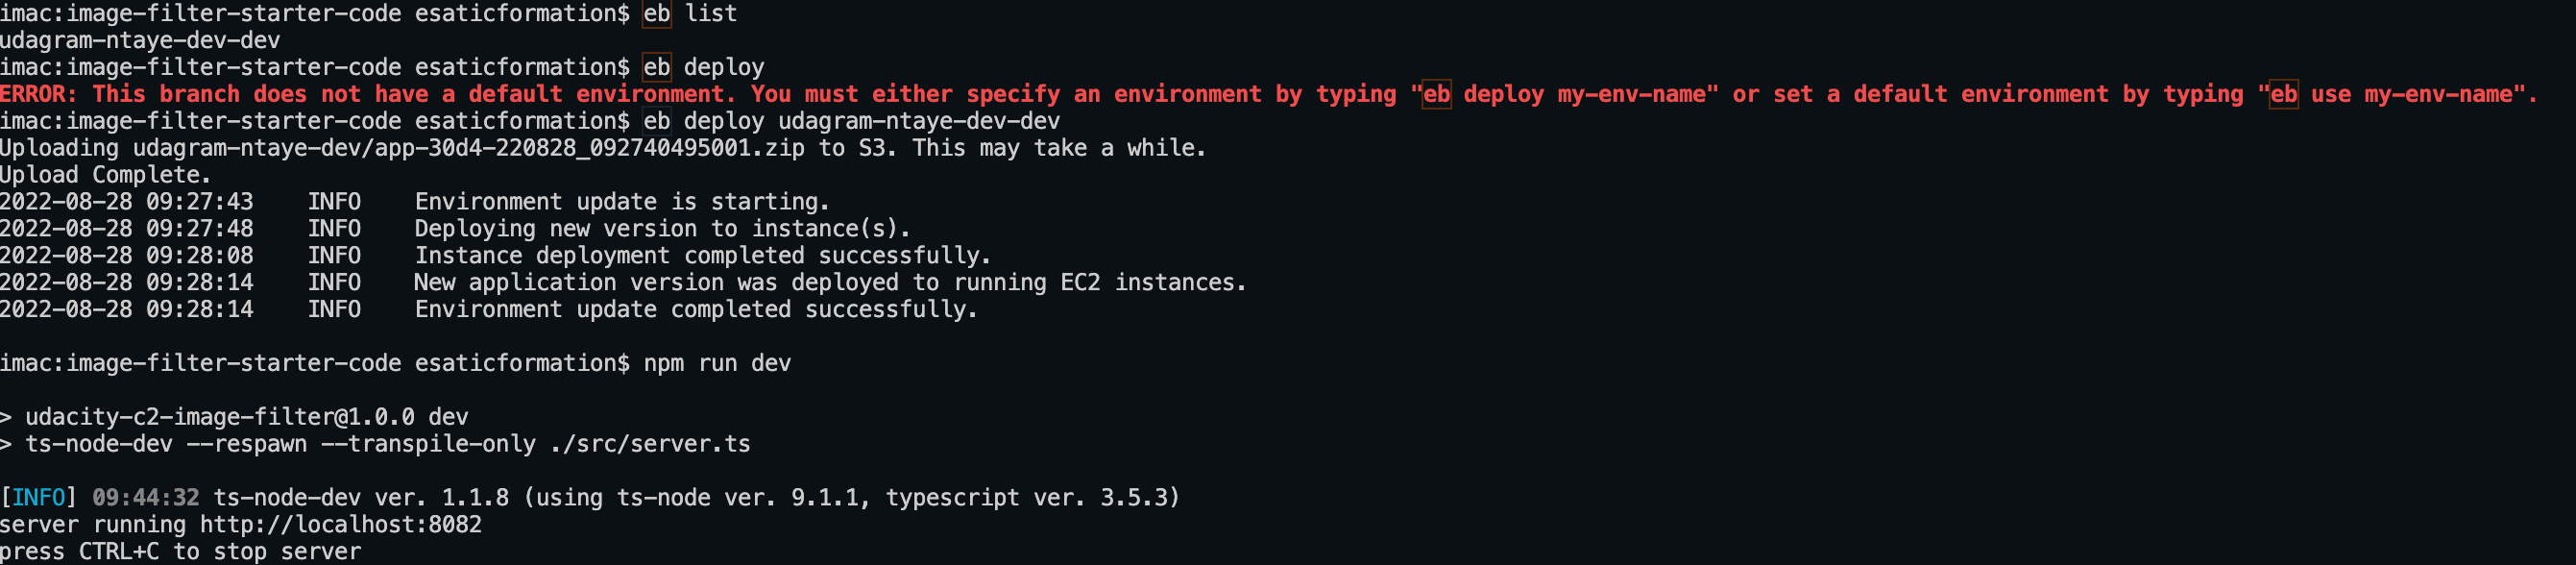 imac:image-filter-starter-code esaticformation$ eb list
udagram-ntaye-dev-dev
imac:image-filter-starter-code esaticformation$ eb deploy
ERROR: This branch does not have a default environment. You must either specify an environment by typing "eb deploy my-env-name" or set a default environment by typing "eb use my-env-name".
imac:image-filter-starter-code esaticformation$ eb deploy udagram-ntaye-dev-dev
Uploading udagram-ntaye-dev/app-30d4-220828_092740495001.zip to S3. This may take a while.
Upload Complete.
2022-08-28 09:27:43    INFO    Environment update is starting.
2022-08-28 09:27:48    INFO    Deploying new version to instance(s).
2022-08-28 09:28:08    INFO    Instance deployment completed successfully.
2022-08-28 09:28:14    INFO    New application version was deployed to running EC2 instances.
2022-08-28 09:28:14    INFO    Environment update completed successfully.
imac:image-filter-starter-code esaticformation$ npm run dev
> udacity-c2-image-filter@1.0.0 dev
> ts-node-dev --respawn --transpile-only ./src/server.ts
[INFO] 09:44:32 ts-node-dev ver. 1.1.8 (using ts-node ver. 9.1.1, typescript ver. 3.5.3)
server running http://localhost:8082
press CTRL+C to stop server